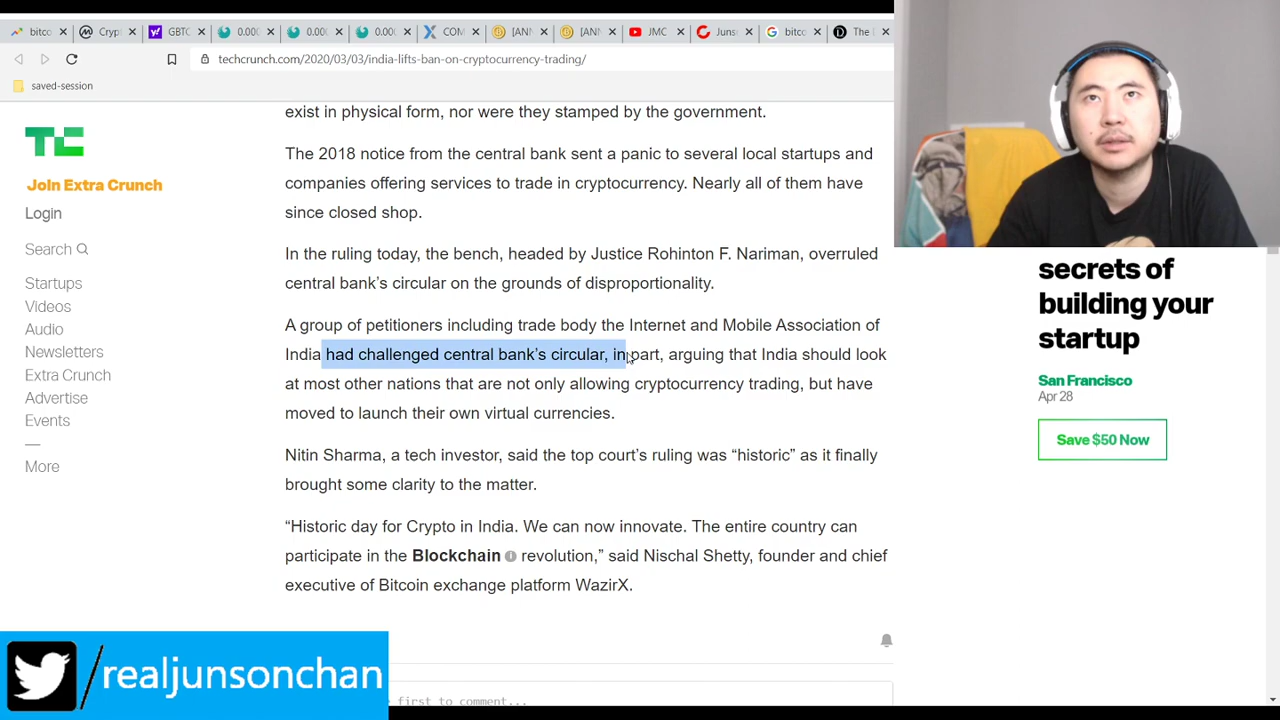 bitco
Cryp
GBTC
0.000
0.000
0.000
COM
[ANN
[ANN
JMC
Juns
bitco
The
techcrunch.com/2020/03/03/india-lifts-ban-on-cryptocurrency-trading/
saved-session
TC
Join Extra Crunch
Login
Search
Startups
Videos
Audio
Newsletters
Extra Crunch
Advertise
Events
More
exist in physical form, nor were they stamped by the government.
The 2018 notice from the central bank sent a panic to several local startups and
companies offering services to trade in cryptocurrency. Nearly all of them have
since closed shop.
In the ruling today, the bench, headed by Justice Rohinton F. Nariman, overruled
central bank’s circular on the grounds of disproportionality.
A group of petitioners including trade body the Internet and Mobile Association of
India had challenged central bank’s circular, in part, arguing that India should look
at most other nations that are not only allowing cryptocurrency trading, but have
moved to launch their own virtual currencies.
Nitin Sharma, a tech investor, said the top court’s ruling was “historic” as it finally
brought some clarity to the matter.
“Historic day for Crypto in India. We can now innovate. The entire country can
participate in the Blockchain revolution,” said Nischal Shetty, founder and chief
executive of Bitcoin exchange platform WazirX.
first to comment...
secrets of
building your
startup
San Francisco
Apr 28
Save $50 Now
/realjunsonchan